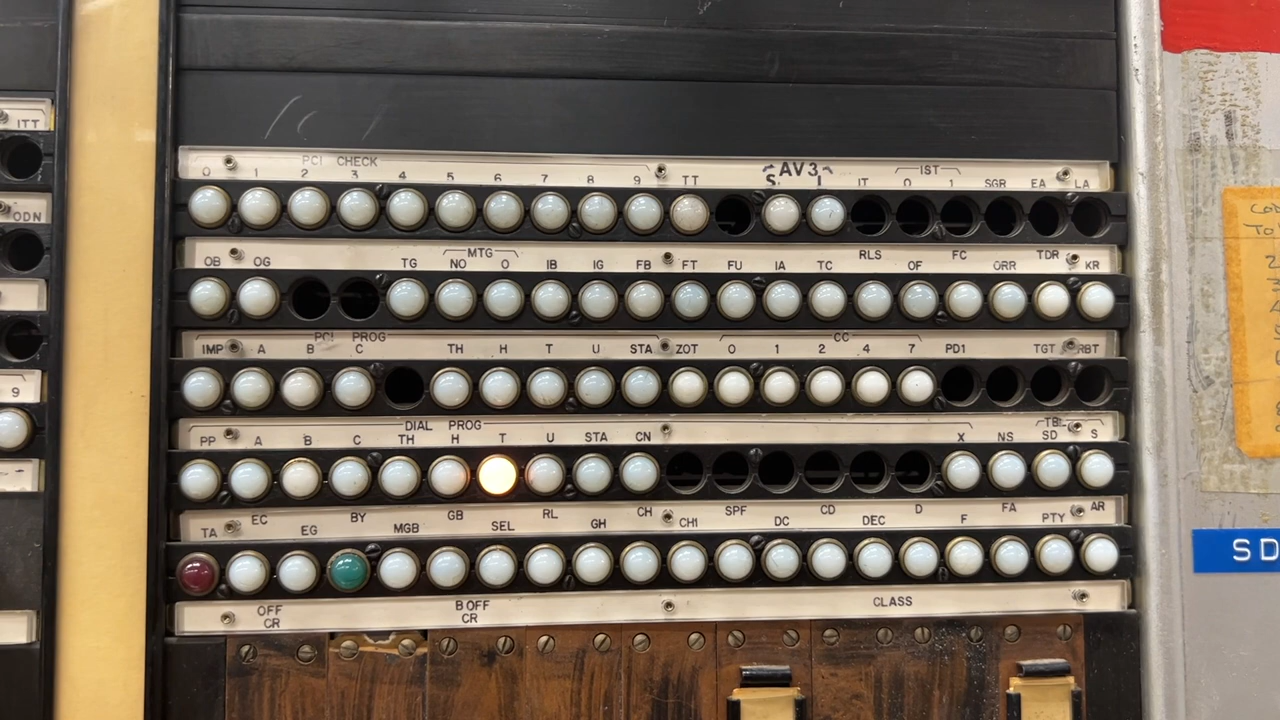 ITT
ODN
9
PCI CHECK
AV3
IST
0 1 2 3 4 5 6 7 8 9 TT S I IT 0 1 SGR EA LA
MTG
OB OG TG NO O IB IG FB FT FU IA TC RLS OF FC ORR TDR KR
PCI PROG CC
IMP A B C TH H T U STA ZOT 0 1 2 4 7 PD1 TGT RBT
DIAL PROG TBL
PP A B C TH H T U STA CN X NS SD S
TA EC EG BY MGB GB SEL RL GH CH CH1 SPF DC CD DEC D F FA PTY AR
OFF B OFF CLASS
CR CR
SD